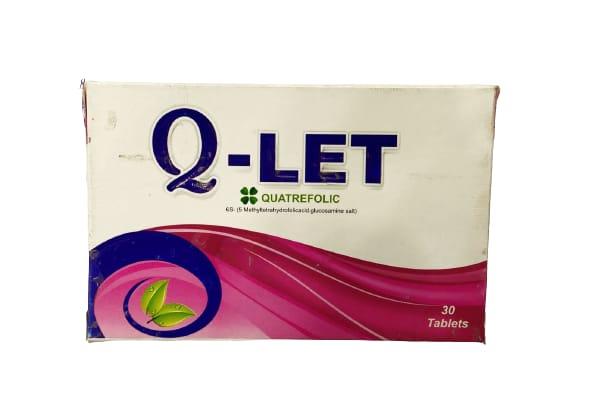 Q-LET
QUATREFOLIC
6S- (5 Methyltetrahydrofolicacid.glucosamine salt)
30
Tablets